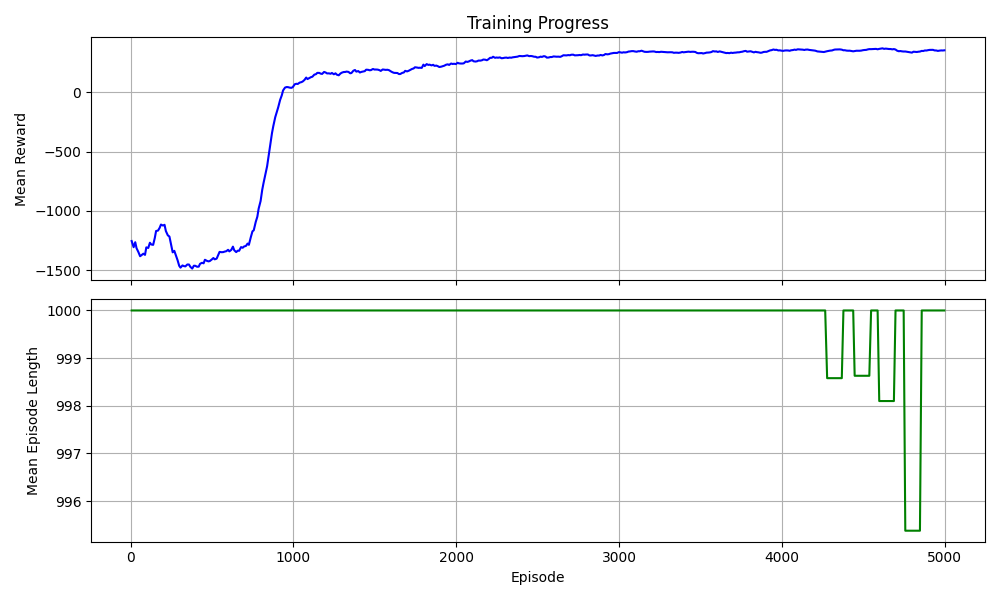 Training Progress
Mean Reward
0
−500
−1000
−1500
Mean Episode Length
1000
999
998
997
996
0 1000 2000 3000 4000 5000
Episode